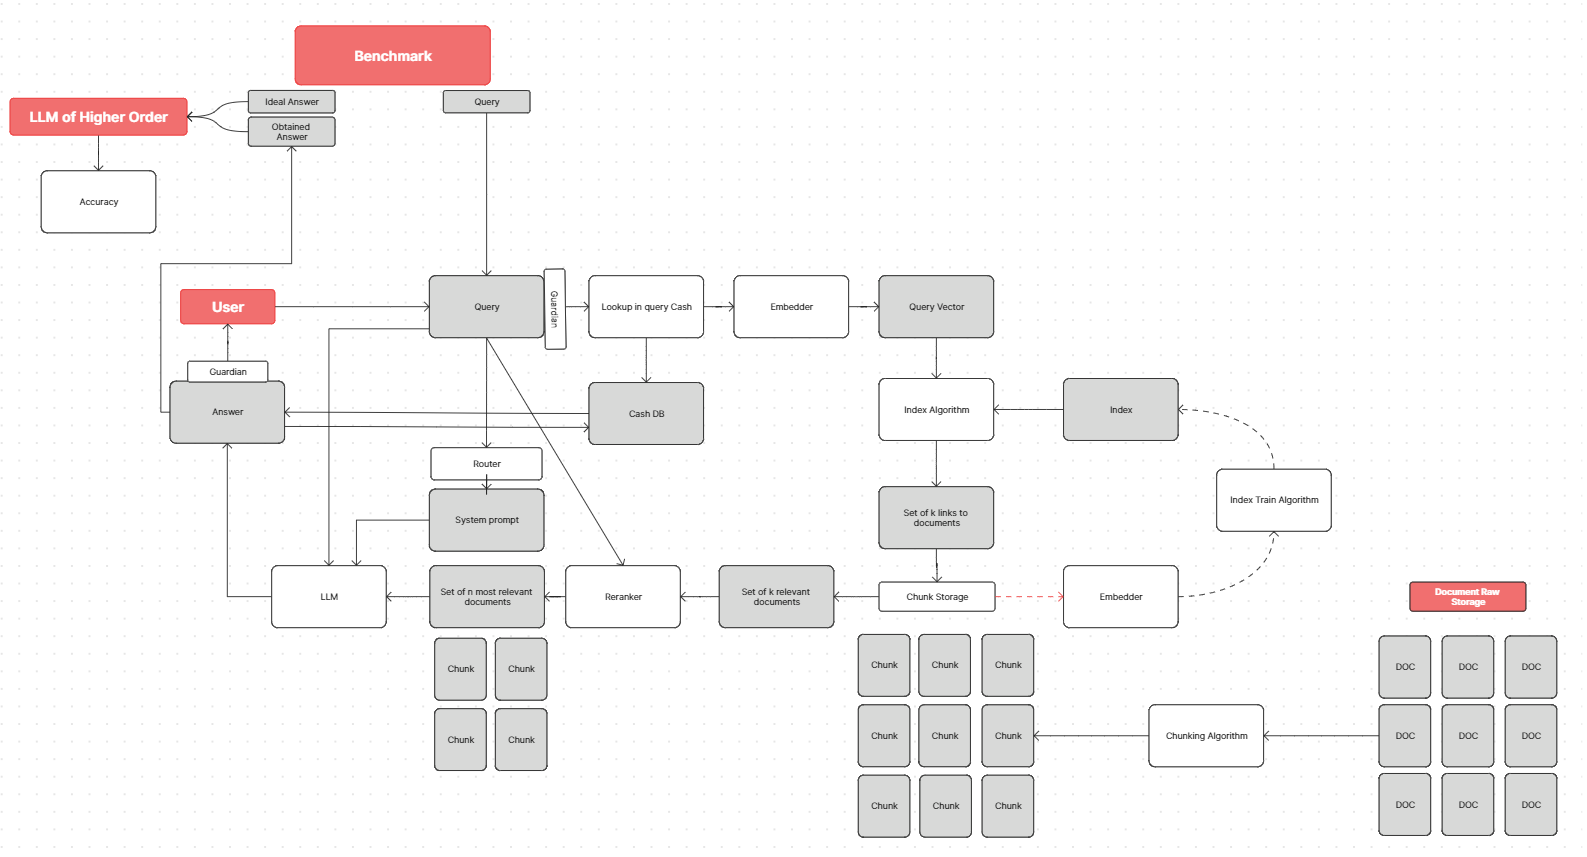 Benchmark
LLM of Higher Order
Ideal Answer
Obtained
Answer
Query
Accuracy
User
Query
Guardian
Lookup in query Cash
Embedder
Query Vector
Guardian
Answer
Cash DB
Index Algorithm
Index
Router
System prompt
Set of k links to
documents
Index Train Algorithm
LLM
Set of n most relevant
documents
Reranker
Set of k relevant
documents
Chunk Storage
Embedder
Document Raw
Storage
Chunk
Chunk
Chunk
Chunk
Chunk
Chunk
Chunk
Chunk
Chunk
Chunk
Chunk
Chunk
Chunk
Chunking Algorithm
DOC
DOC
DOC
DOC
DOC
DOC
DOC
DOC
DOC